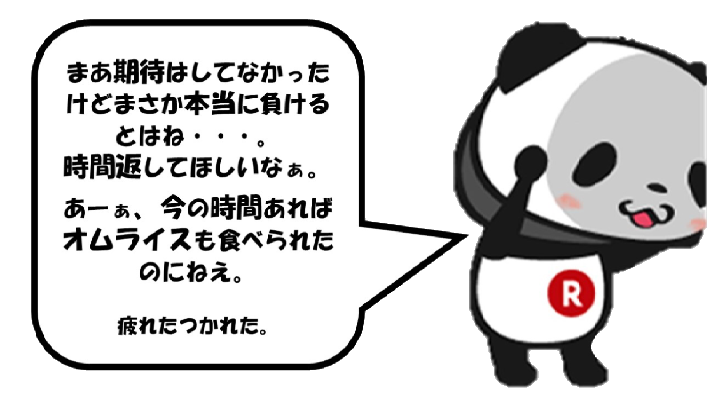 まあ期待はしてなかった
けどまさか本当に負ける
とはね・・・。
時間返してほしいなぁ。
あーぁ、今の時間あれば
オムライスも食べられた
のにねえ。
疲れたつかれた。
R